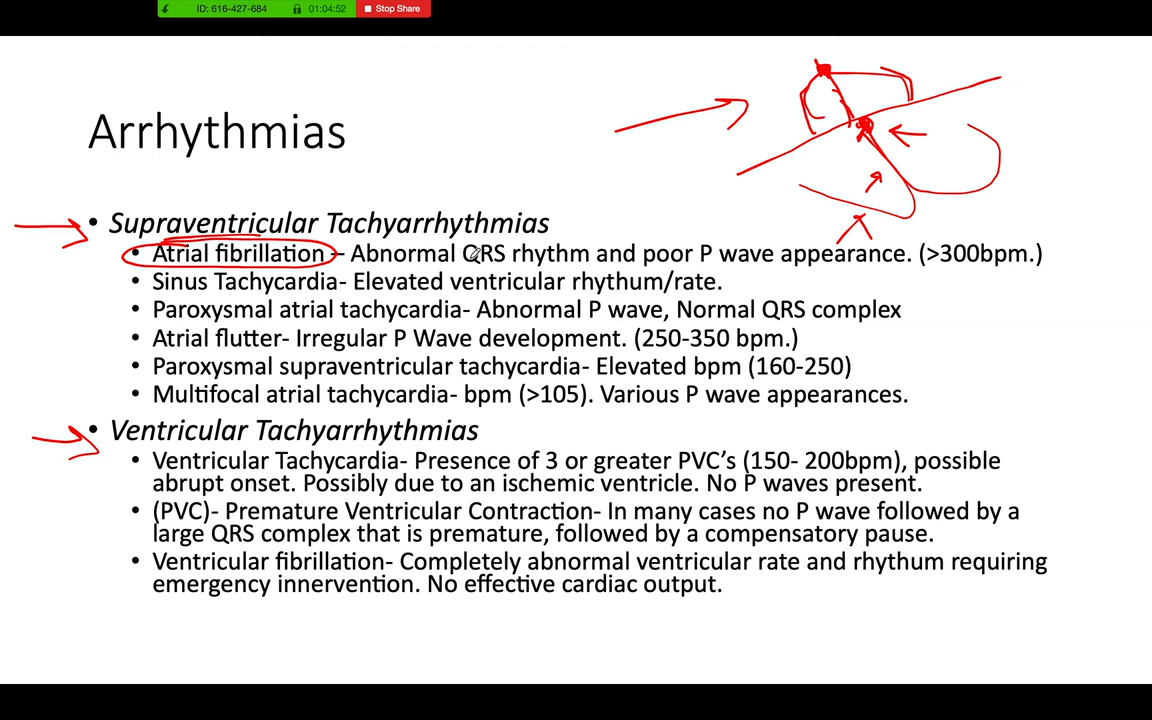 ID: 616-427-684 01:04:52 Stop Share
Arrhythmias
• Supraventricular Tachyarrhythmias
• Atrial fibrillation – Abnormal QRS rhythm and poor P wave appearance. (>300bpm.)
• Sinus Tachycardia- Elevated ventricular rhythum/rate.
• Paroxysmal atrial tachycardia- Abnormal P wave, Normal QRS complex
• Atrial flutter- Irregular P Wave development. (250-350 bpm.)
• Paroxysmal supraventricular tachycardia- Elevated bpm (160-250)
• Multifocal atrial tachycardia- bpm (>105). Various P wave appearances.
• Ventricular Tachyarrhythmias
• Ventricular Tachycardia- Presence of 3 or greater PVC’s (150- 200bpm), possible
abrupt onset. Possibly due to an ischemic ventricle. No P waves present.
• (PVC)- Premature Ventricular Contraction- In many cases no P wave followed by a
large QRS complex that is premature, followed by a compensatory pause.
• Ventricular fibrillation- Completely abnormal ventricular rate and rhythum requiring
emergency innervention. No effective cardiac output.